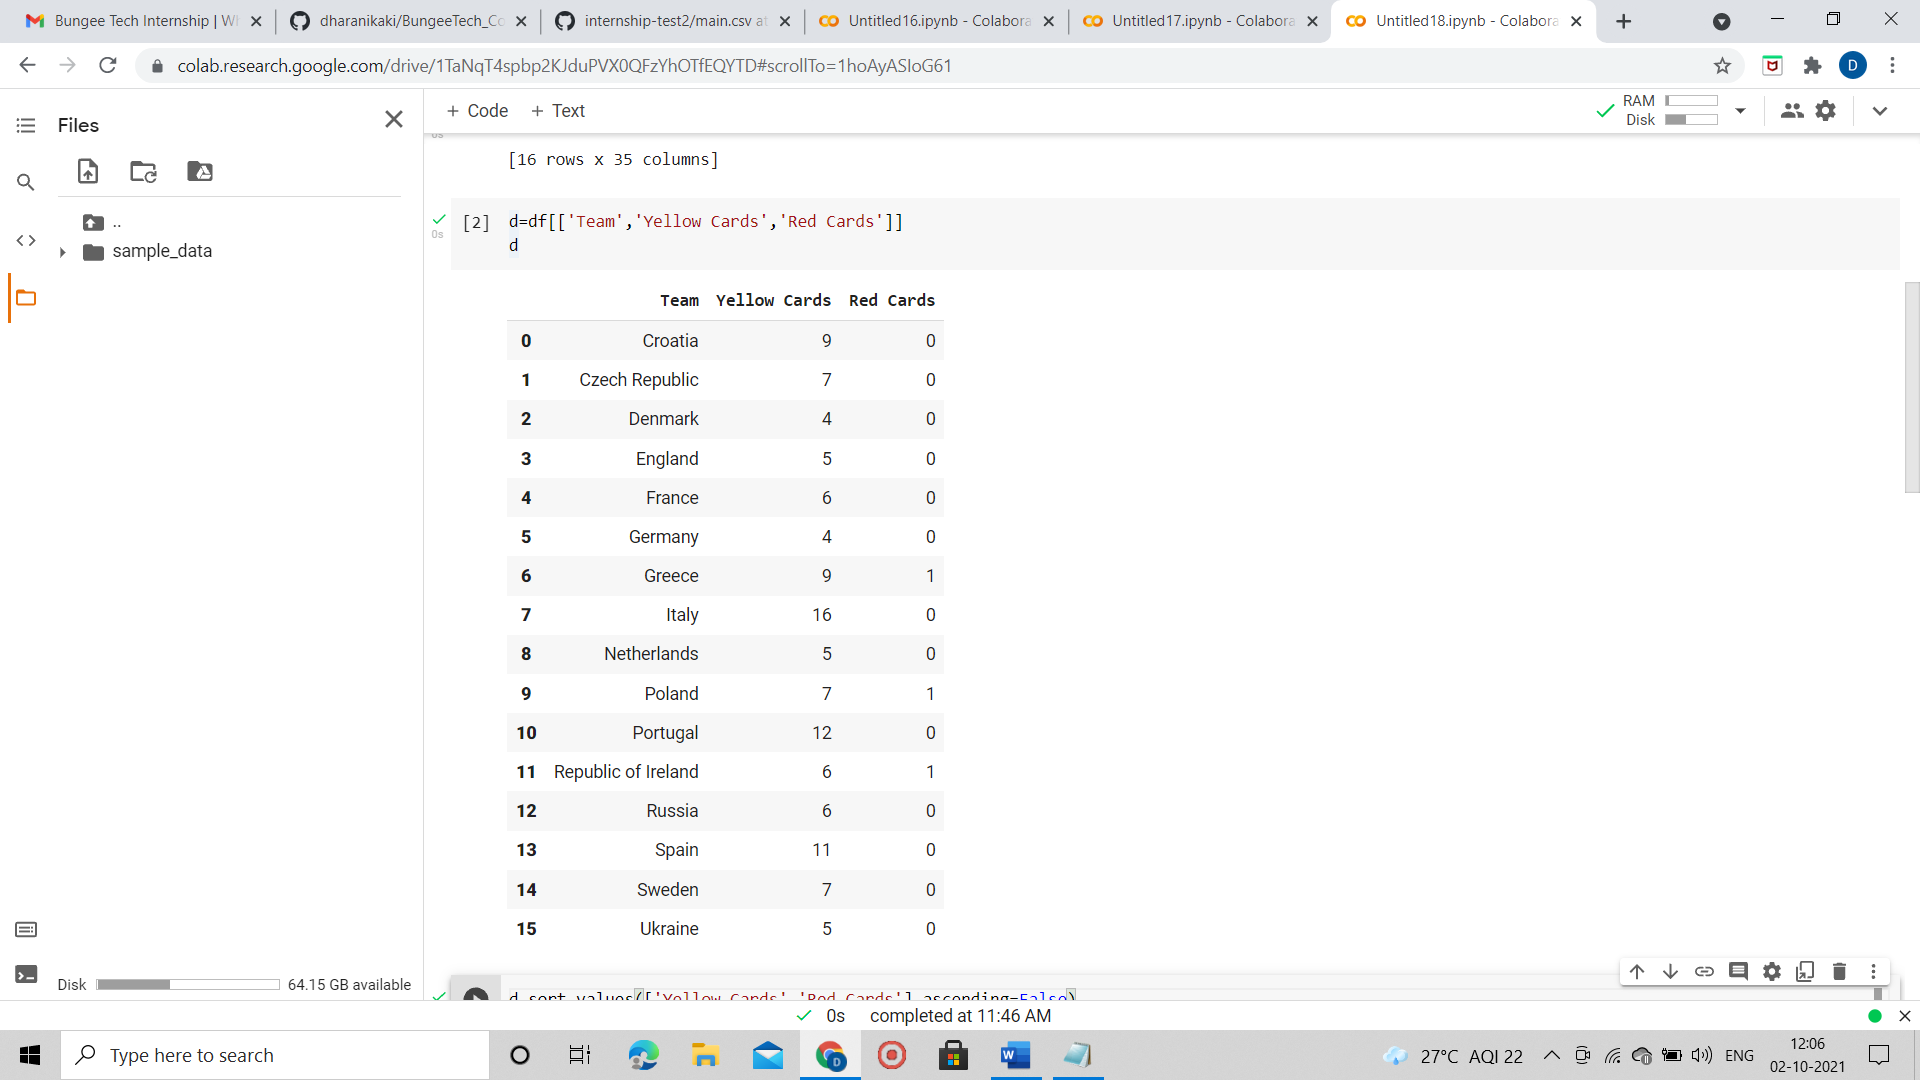 Bungee Tech Internship | W
dharanikaki/BungeeTech_Co
internship-test2/main.csv at
Untitled16.ipynb - Colabora
Untitled17.ipynb - Colabora
Untitled18.ipynb - Colabora
colab.research.google.com/drive/1TaNqT4spbp2KJduPVX0QFzYhOTfEQYTD#scrollTo=1hoAyASIoG61
D
Files
+ Code + Text
RAM
Disk
..
sample_data
0s
[16 rows x 35 columns]
[2] d=df[['Team','Yellow Cards','Red Cards']]
0s
d
Team Yellow Cards Red Cards
0 Croatia 9 0
1 Czech Republic 7 0
2 Denmark 4 0
3 England 5 0
4 France 6 0
5 Germany 4 0
6 Greece 9 1
7 Italy 16 0
8 Netherlands 5 0
9 Poland 7 1
10 Portugal 12 0
11 Republic of Ireland 6 1
12 Russia 6 0
13 Spain 11 0
14 Sweden 7 0
15 Ukraine 5 0
d.sort_values(['Yellow Cards','Red Cards'],ascending=False)
Disk 64.15 GB available
0s completed at 11:46 AM
Type here to search
27°C AQI 22
ENG
12:06
02-10-2021